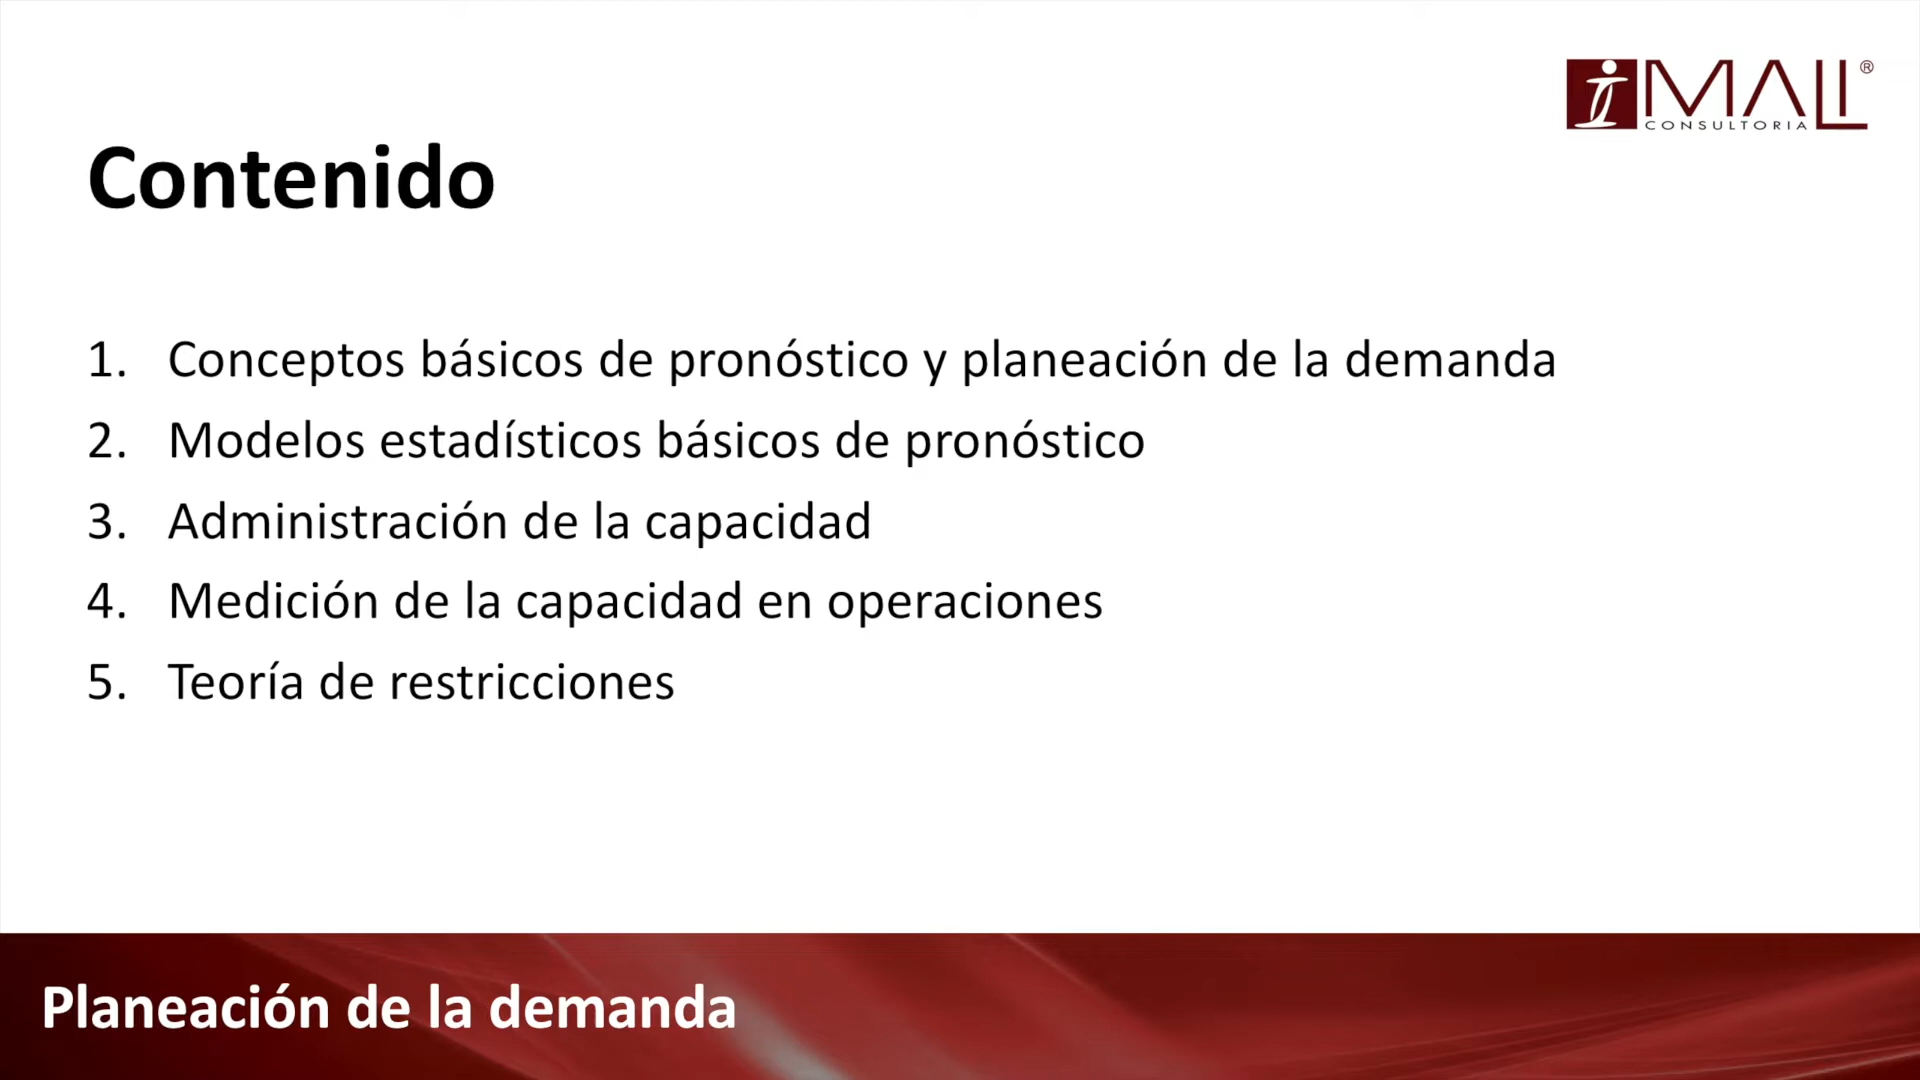 iMALI®
CONSULTORIA
Contenido
1. Conceptos básicos de pronóstico y planeación de la demanda
2. Modelos estadísticos básicos de pronóstico
3. Administración de la capacidad
4. Medición de la capacidad en operaciones
5. Teoría de restricciones
Planeación de la demanda